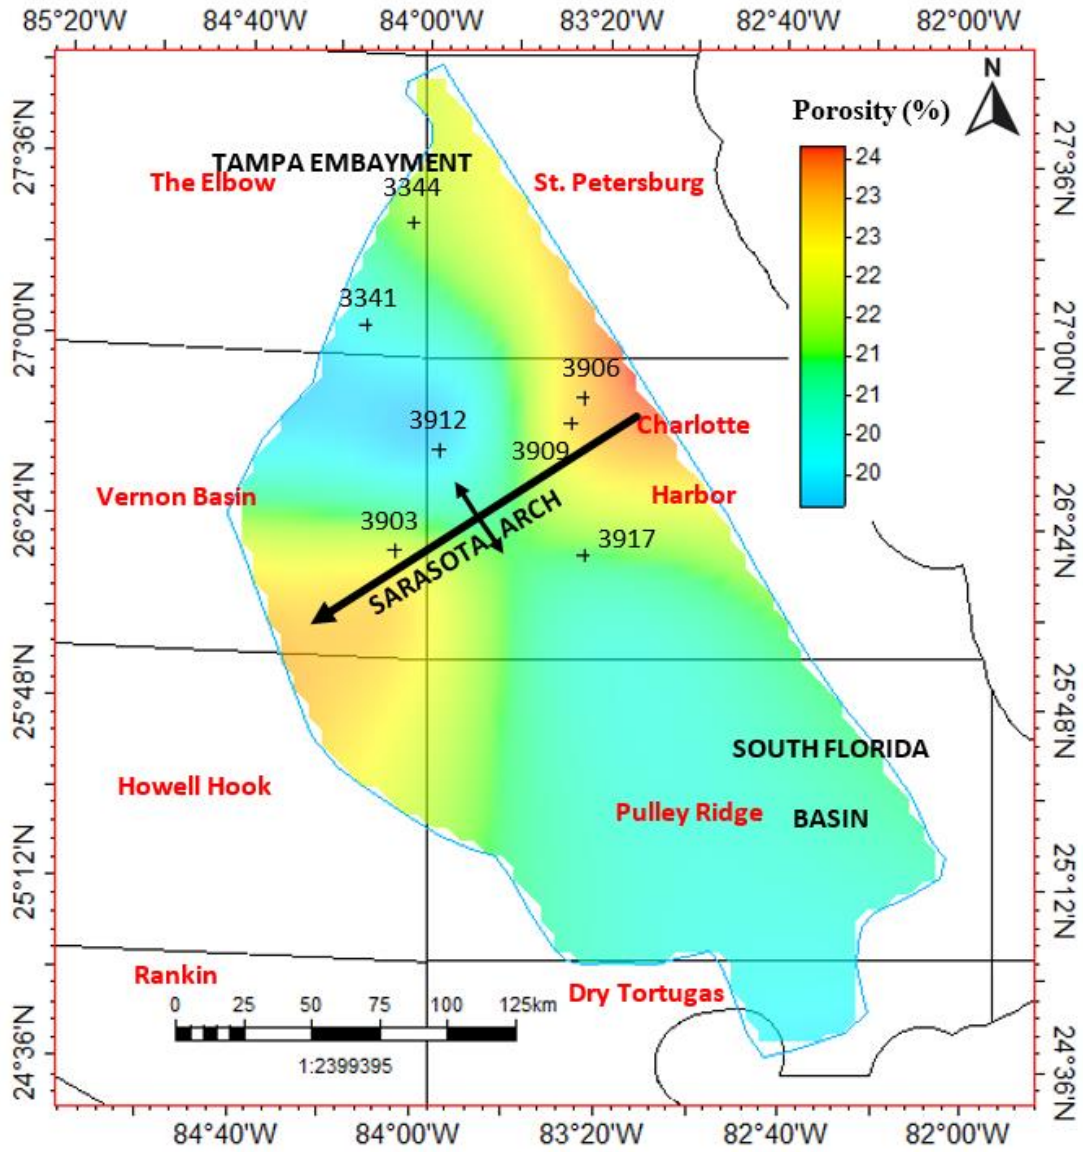 85°20'W 84°40'W 84°00'W 83°20'W 82°40'W 82°00'W
N
Porosity (%)
24
23
23
22
22
21
21
20
20
27°36'N
27°00'N
26°24'N
25°48'N
25°12'N
24°36'N
27°36'N
27°00'N
26°24'N
25°48'N
25°12'N
24°36'N
TAMPA EMBAYMENT
The Elbow
3344
St. Petersburg
3341
3906
3912
Charlotte
3909
Vernon Basin
Harbor
3903
3917
SARASOTA ARCH
SOUTH FLORIDA
Howell Hook
Pulley Ridge
BASIN
Rankin
Dry Tortugas
0 25 50 75 100 125km
1:2399395
84°40'W 84°00'W 83°20'W 82°40'W 82°00'W